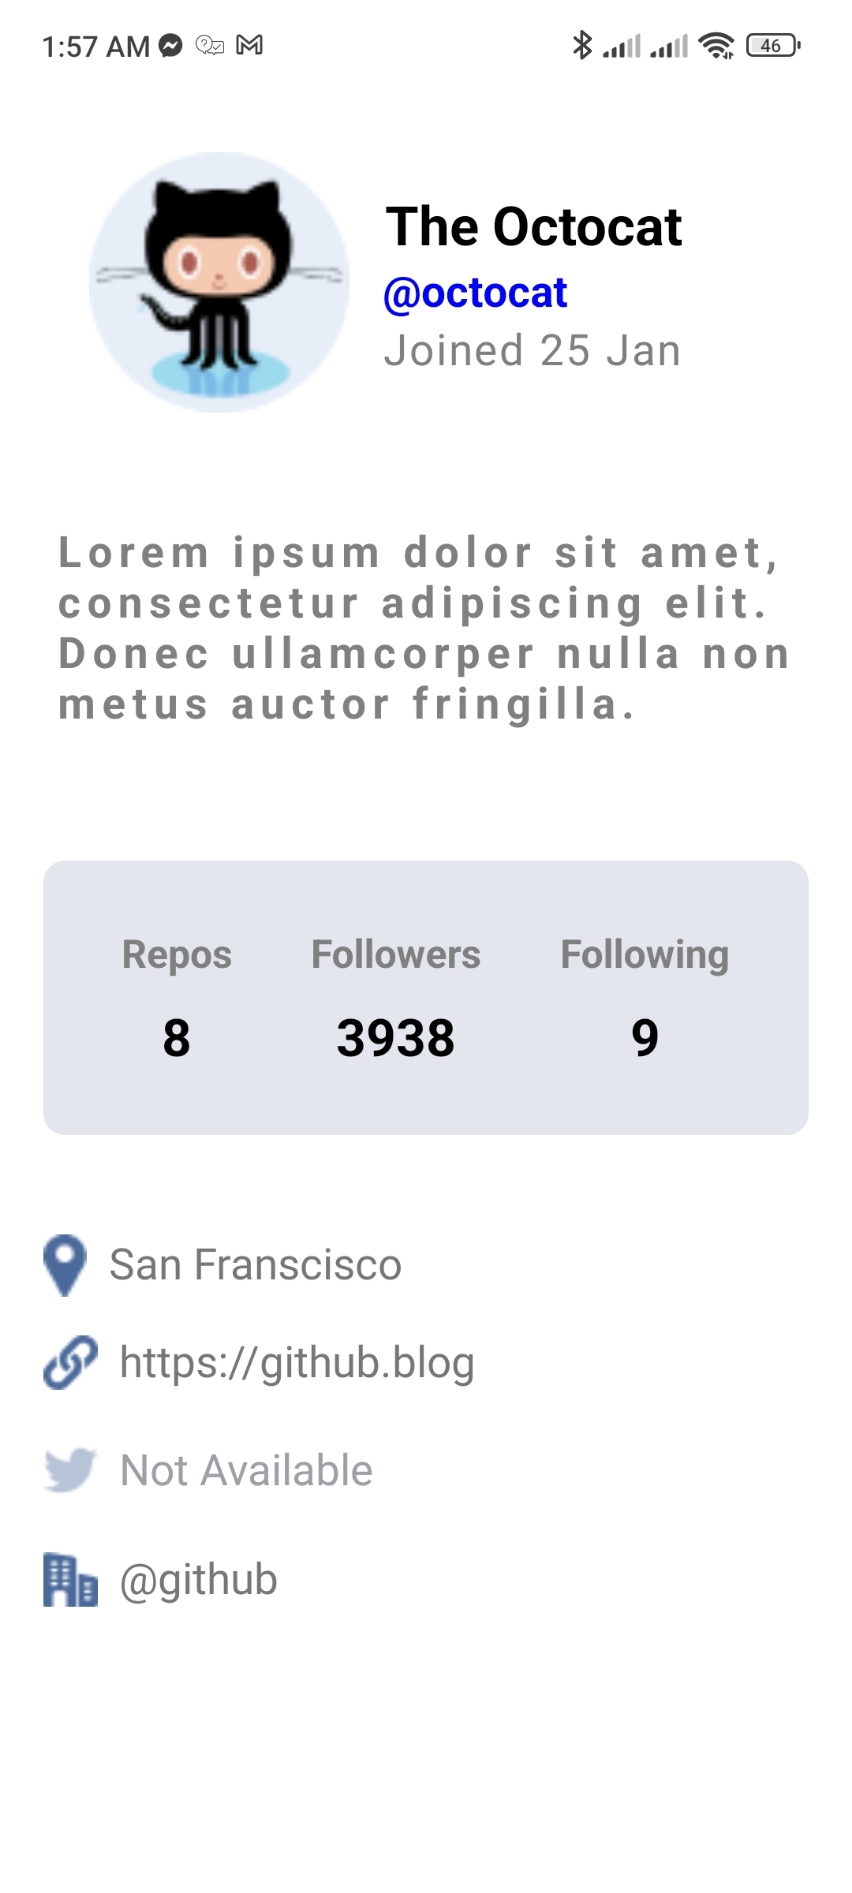 1:57 AM
46
The Octocat
@octocat
Joined 25 Jan
Lorem ipsum dolor sit amet,
consectetur adipiscing elit.
Donec ullamcorper nulla non
metus auctor fringilla.
Repos Followers Following
8 3938 9
San Franscisco
https://github.blog
Not Available
@github